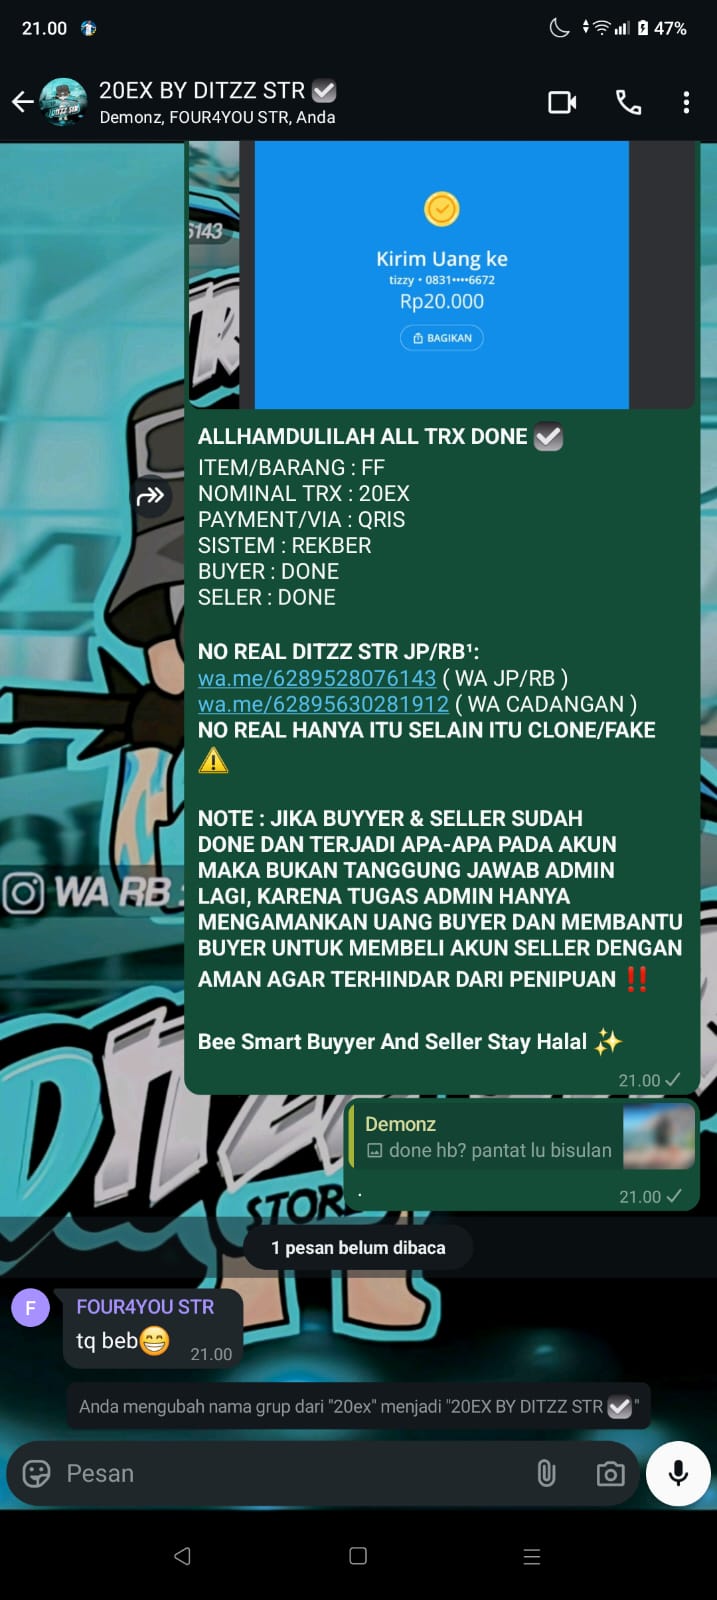 21.00
47%
20EX BY DITZZ STR ☑
Demonz, FOUR4YOU STR, Anda
6143
Kirim Uang ke
tizzy • 0831••••6672
Rp20.000
BAGIKAN
ALLHAMDULILAH ALL TRX DONE ☑
ITEM/BARANG : FF
NOMINAL TRX : 20EX
PAYMENT/VIA : QRIS
SISTEM : REKBER
BUYER : DONE
SELER : DONE
NO REAL DITZZ STR JP/RB¹:
wa.me/6289528076143 ( WA JP/RB )
wa.me/62895630281912 ( WA CADANGAN )
NO REAL HANYA ITU SELAIN ITU CLONE/FAKE
⚠️
NOTE : JIKA BUYYER & SELLER SUDAH
DONE DAN TERJADI APA-APA PADA AKUN
MAKA BUKAN TANGGUNG JAWAB ADMIN
LAGI, KARENA TUGAS ADMIN HANYA
MENGAMANKAN UANG BUYER DAN MEMBANTU
BUYER UNTUK MEMBELI AKUN SELLER DENGAN
AMAN AGAR TERHINDAR DARI PENIPUAN ‼️
Bee Smart Buyyer And Seller Stay Halal ✨
21.00
WA RB :
Demonz
done hb? pantat lu bisulan
.
21.00
STORE
1 pesan belum dibaca
F
FOUR4YOU STR
tq beb😁
21.00
Anda mengubah nama grup dari "20ex" menjadi "20EX BY DITZZ STR ☑"
Pesan